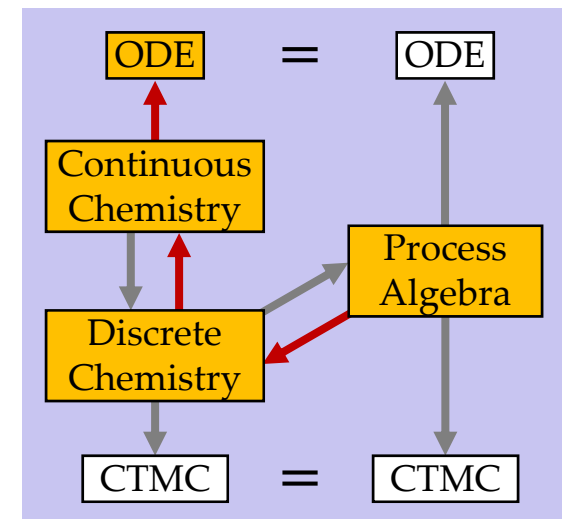 ODE = ODE
Continuous
Chemistry
Process
Algebra
Discrete
Chemistry
CTMC = CTMC